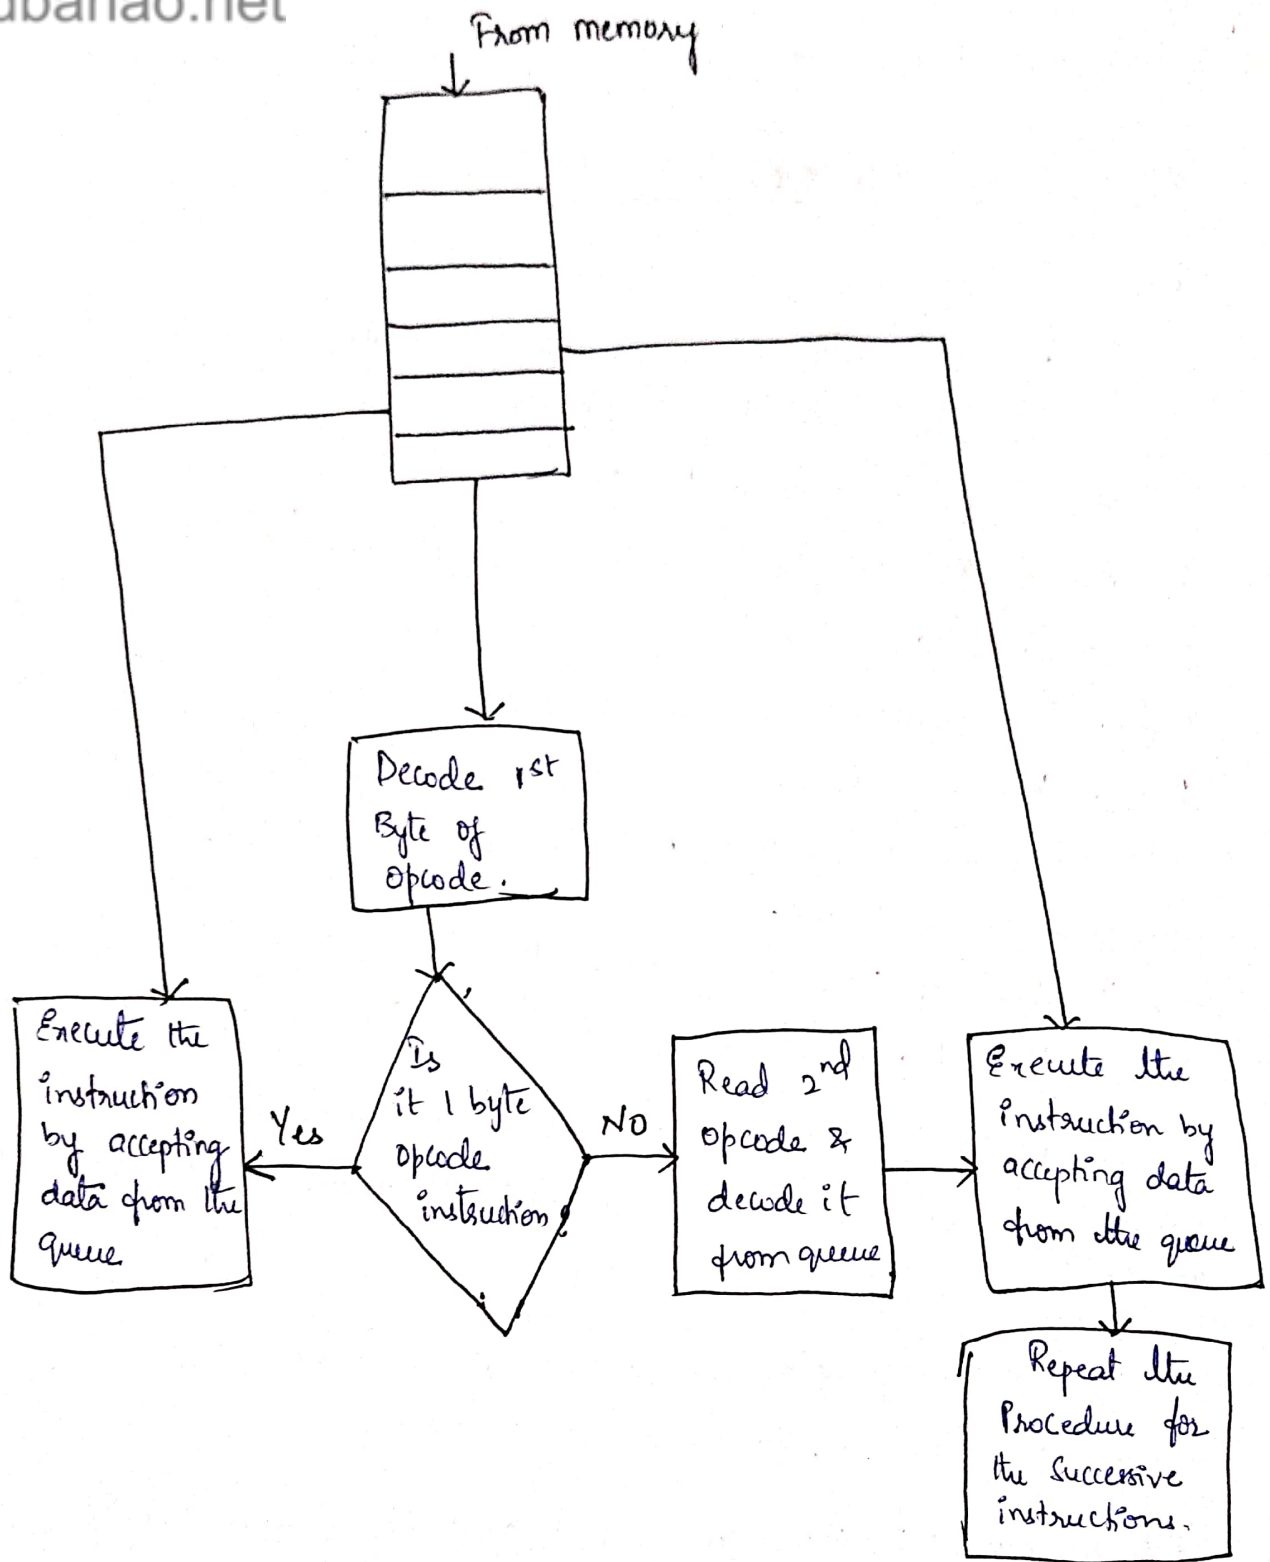 dbanao.net
From memory
Decode 1st
Byte of
opcode.
Is
it 1 byte
opcode
instruction
Yes
NO
Execute the
instruction
by accepting
data from the
queue
Read 2nd
opcode &
decode it
from queue
Execute the
instruction by
accepting data
from the queue
Repeat the
Procedure for
the Successive
instructions.